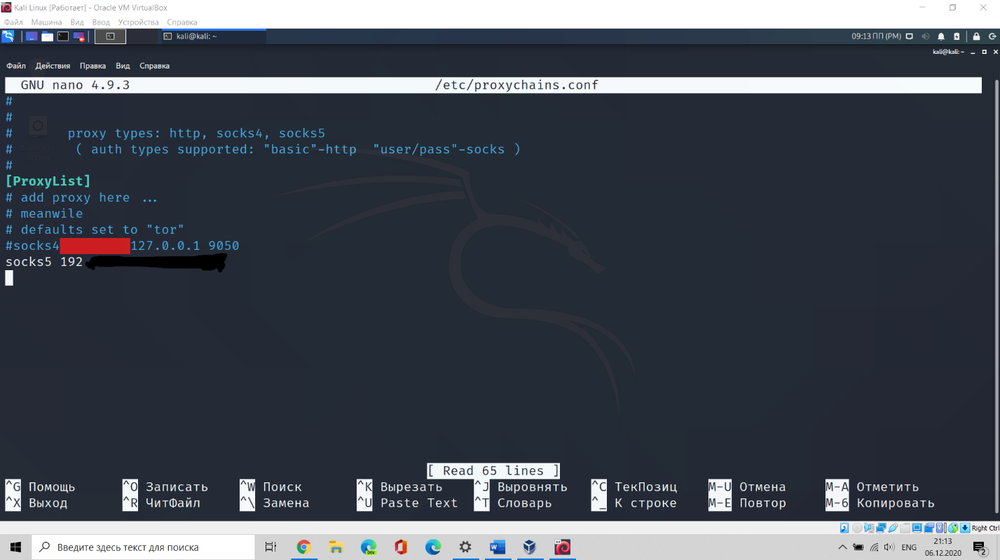 Kali Linux [Работает] - Oracle VM VirtualBox
Файл Машина Вид Ввод Устройства Справка
kali@kali: ~ 09:13 ПП (PM)
kali@kali: ~
Файл Действия Правка Вид Справка
GNU nano 4.9.3 /etc/proxychains.conf
#
#
# proxy types: http, socks4, socks5
# ( auth types supported: "basic"-http "user/pass"-socks )
#
[ProxyList]
# add proxy here ...
# meanwile
# defaults set to "tor"
#socks4 127.0.0.1 9050
socks5 192
[ Read 65 lines ]
^G Помощь ^O Записать ^W Поиск ^K Вырезать ^J Выровнять ^C ТекПозиц M-U Отмена M-A Отметить
^X Выход ^R ЧитФайл ^\ Замена ^U Paste Text ^T Словарь ^_ К строке M-E Повтор M-6 Копировать
Right Ctrl
Введите здесь текст для поиска DEV ENG 21:13
06.12.2020 2